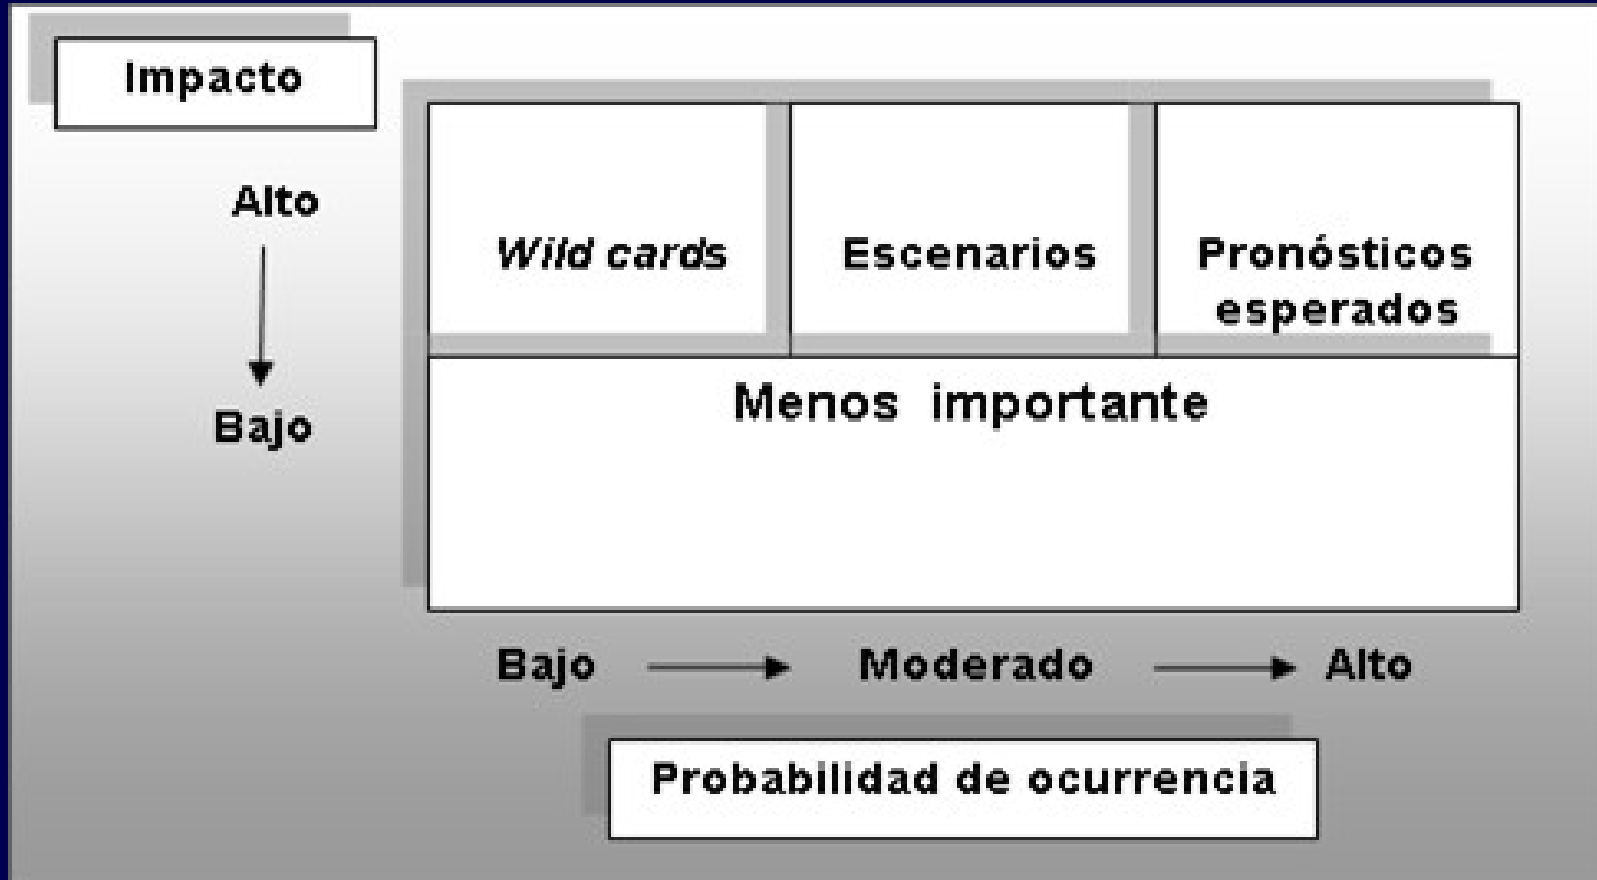 Impacto
Alto
Bajo
Wild cards
Escenarios
Pronósticos
esperados
Menos importante
Bajo
Moderado
Alto
Probabilidad de ocurrencia